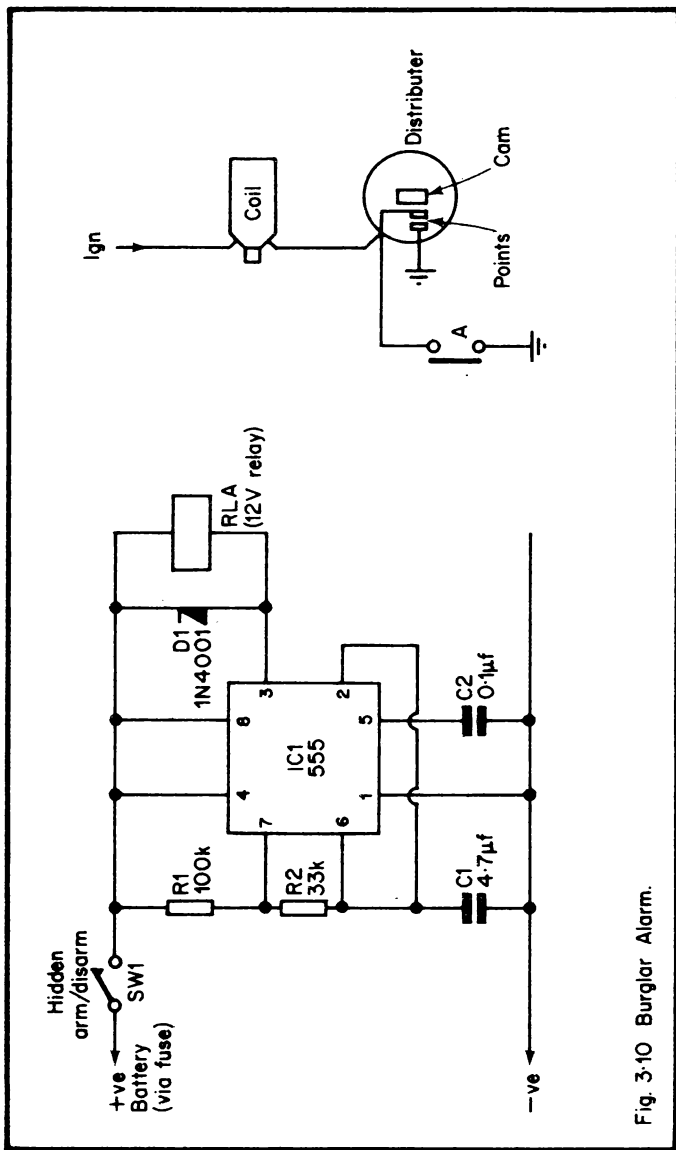 Hidden
arm/disarm
SW1
+ve
Battery
(via fuse)
R1
100k
R2
33k
C1
4·7µf
7
6
4
8
IC1
555
3
2
1
5
C2
0·1µf
D1
1N4001
RLA
(12V relay)
-ve
Ign
Coil
Distributer
Cam
Points
A
Fig. 3·10 Burglar Alarm.